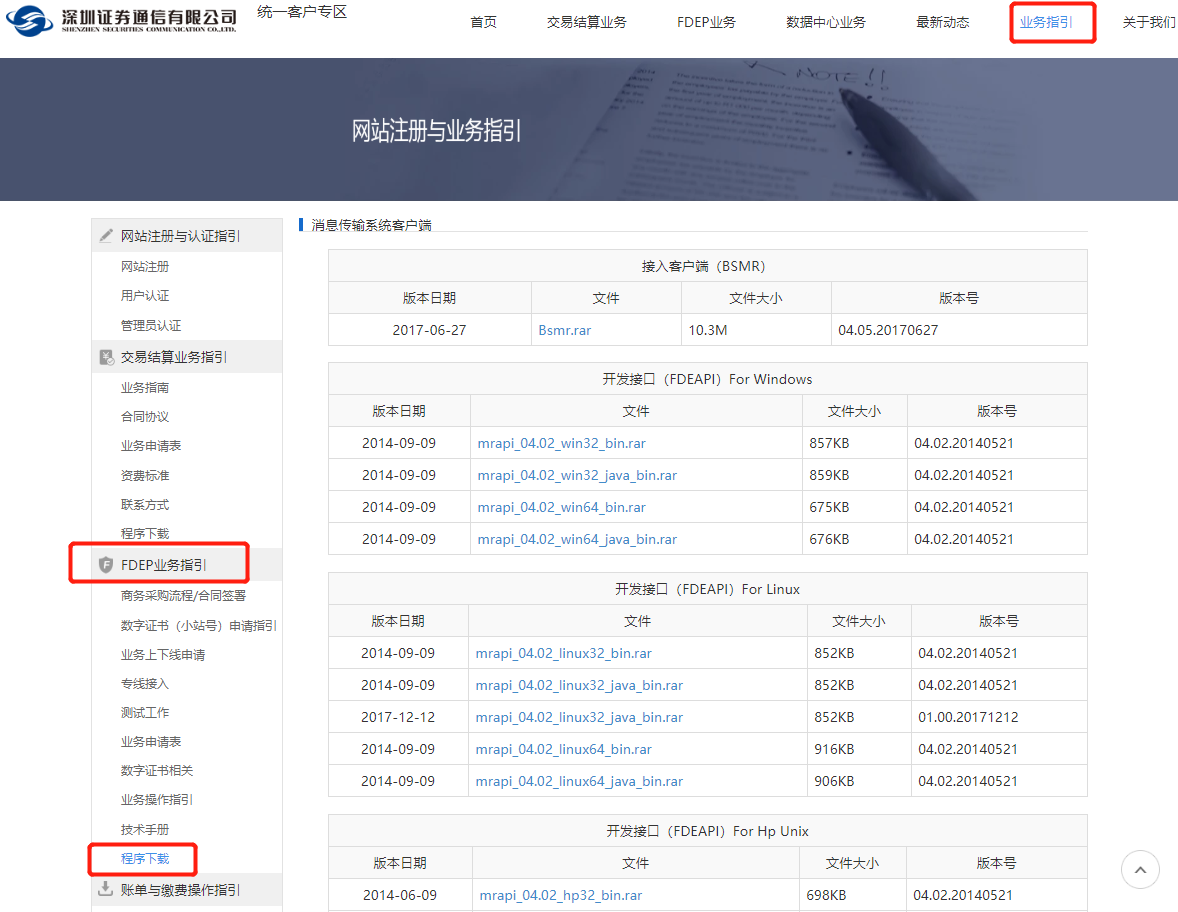 深圳证券通信有限公司
SHENZHEN SECURITIES COMMUNICATION CO.,LTD.
统一客户专区
首页 交易结算业务 FDEP业务 数据中心业务 最新动态 业务指引 关于我们
NOTE!!
网站注册与业务指引
网站注册与认证指引
网站注册
用户认证
管理员认证
交易结算业务指引
业务指南
合同协议
业务申请表
资费标准
联系方式
程序下载
FDEP业务指引
商务采购流程/合同签署
数字证书（小站号）申请指引
业务上下线申请
专线接入
测试工作
业务申请表
数字证书相关
业务操作指引
技术手册
程序下载
账单与缴费操作指引
消息传输系统客户端
接入客户端（BSMR）
版本日期 文件 文件大小 版本号
2017-06-27 Bsmr.rar 10.3M 04.05.20170627
开发接口（FDEAPI）For Windows
版本日期 文件 文件大小 版本号
2014-09-09 mrapi_04.02_win32_bin.rar 857KB 04.02.20140521
2014-09-09 mrapi_04.02_win32_java_bin.rar 859KB 04.02.20140521
2014-09-09 mrapi_04.02_win64_bin.rar 675KB 04.02.20140521
2014-09-09 mrapi_04.02_win64_java_bin.rar 676KB 04.02.20140521
开发接口（FDEAPI）For Linux
版本日期 文件 文件大小 版本号
2014-09-09 mrapi_04.02_linux32_bin.rar 852KB 04.02.20140521
2014-09-09 mrapi_04.02_linux32_java_bin.rar 852KB 04.02.20140521
2017-12-12 mrapi_04.02_linux32_java_bin.rar 852KB 01.00.20171212
2014-09-09 mrapi_04.02_linux64_bin.rar 916KB 04.02.20140521
2014-09-09 mrapi_04.02_linux64_java_bin.rar 906KB 04.02.20140521
开发接口（FDEAPI）For Hp Unix
版本日期 文件 文件大小 版本号
2014-06-09 mrapi_04.02_hp32_bin.rar 698KB 04.02.20140521